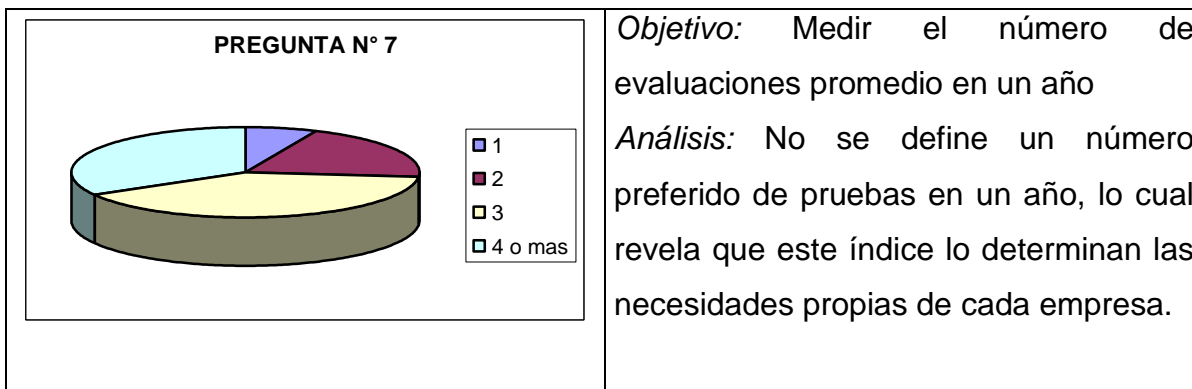 PREGUNTA N° 7
1
2
3
4 o mas
Objetivo: Medir el número de
evaluaciones promedio en un año
Análisis: No se define un número
preferido de pruebas en un año, lo cual
revela que este índice lo determinan las
necesidades propias de cada empresa.